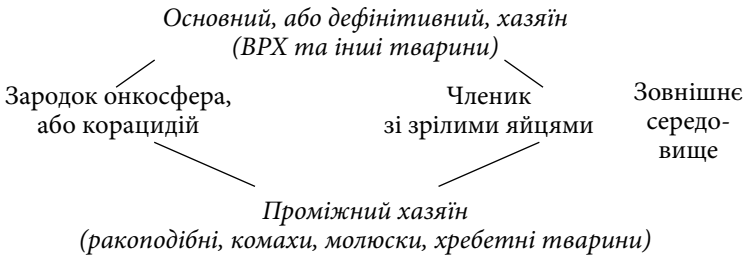 Основний, або дефінітивний, хазяїн
(ВРХ та інші тварини)
Зародок онкосфера,
або корацидій
Членик
зі зрілими яйцями
Зовнішнє
середо-
вище
Проміжний хазяїн
(ракоподібні, комахи, молюски, хребетні тварини)